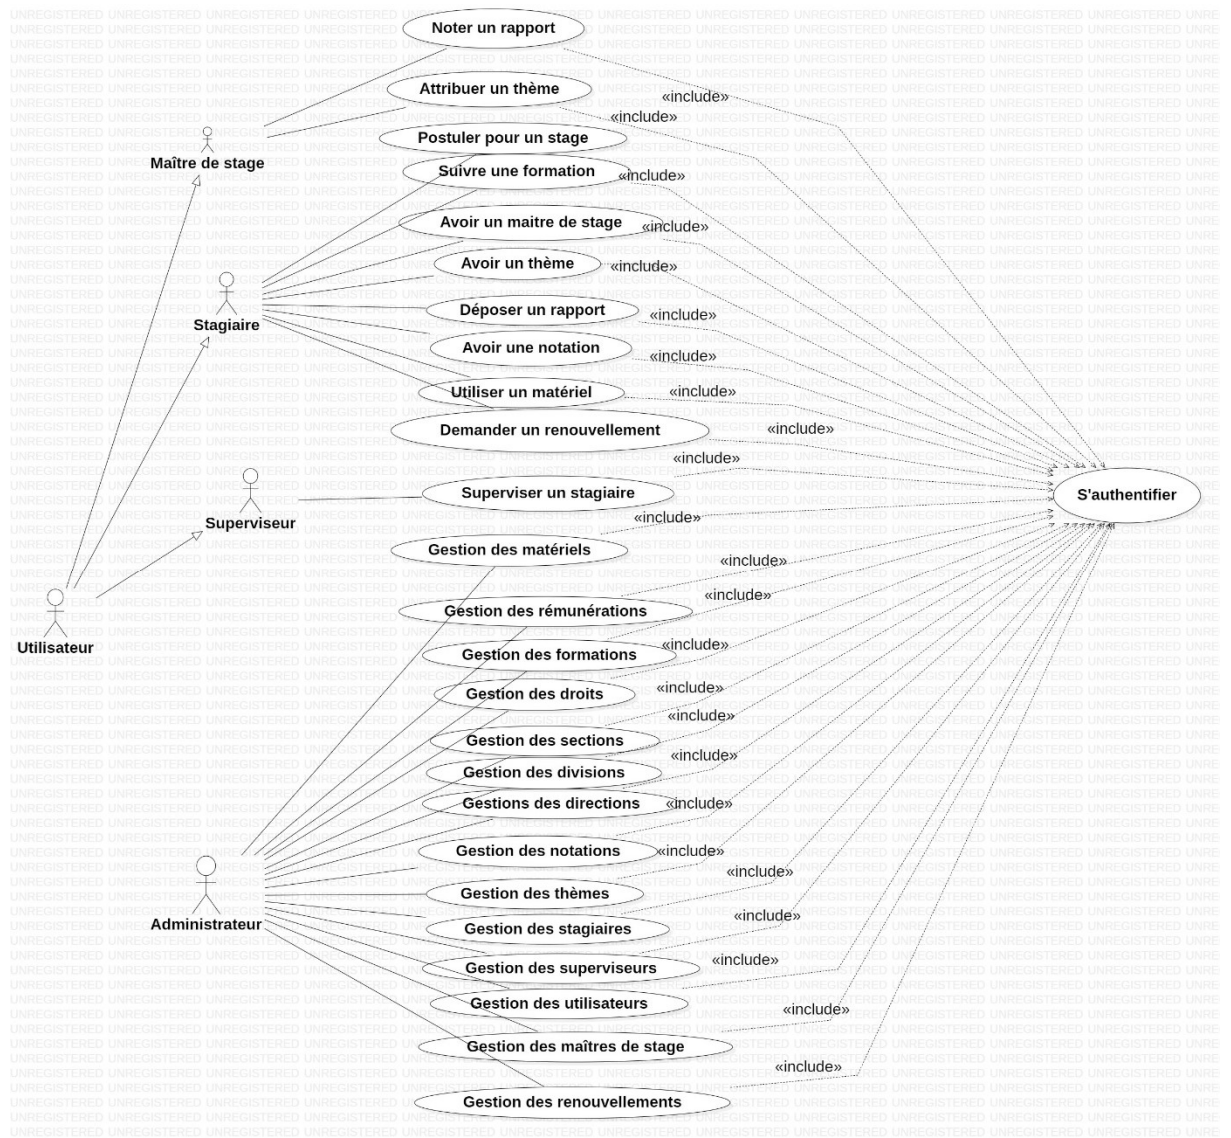 Noter un rapport
Attribuer un thème
«include»
«include»
Postuler pour un stage
Maître de stage
Suivre une formation
«include»
Avoir un maitre de stage
«include»
Avoir un thème
«include»
Déposer un rapport
«include»
Stagiaire
Avoir une notation
«include»
Utiliser un matériel
«include»
Demander un renouvellement
«include»
«include»
Superviser un stagiaire
S'authentifier
Superviseur
«include»
Gestion des matériels
«include»
«include»
Gestion des rémunérations
Utilisateur
«include»
Gestion des formations
Gestion des droits
«include»
«include»
Gestion des sections
«include»
Gestion des divisions
Gestions des directions
«include»
Gestion des notations
«include»
«include»
Gestion des thèmes
«include»
Administrateur
Gestion des stagiaires
«include»
Gestion des superviseurs
Gestion des utilisateurs
«include»
Gestion des maîtres de stage
«include»
Gestion des renouvellements